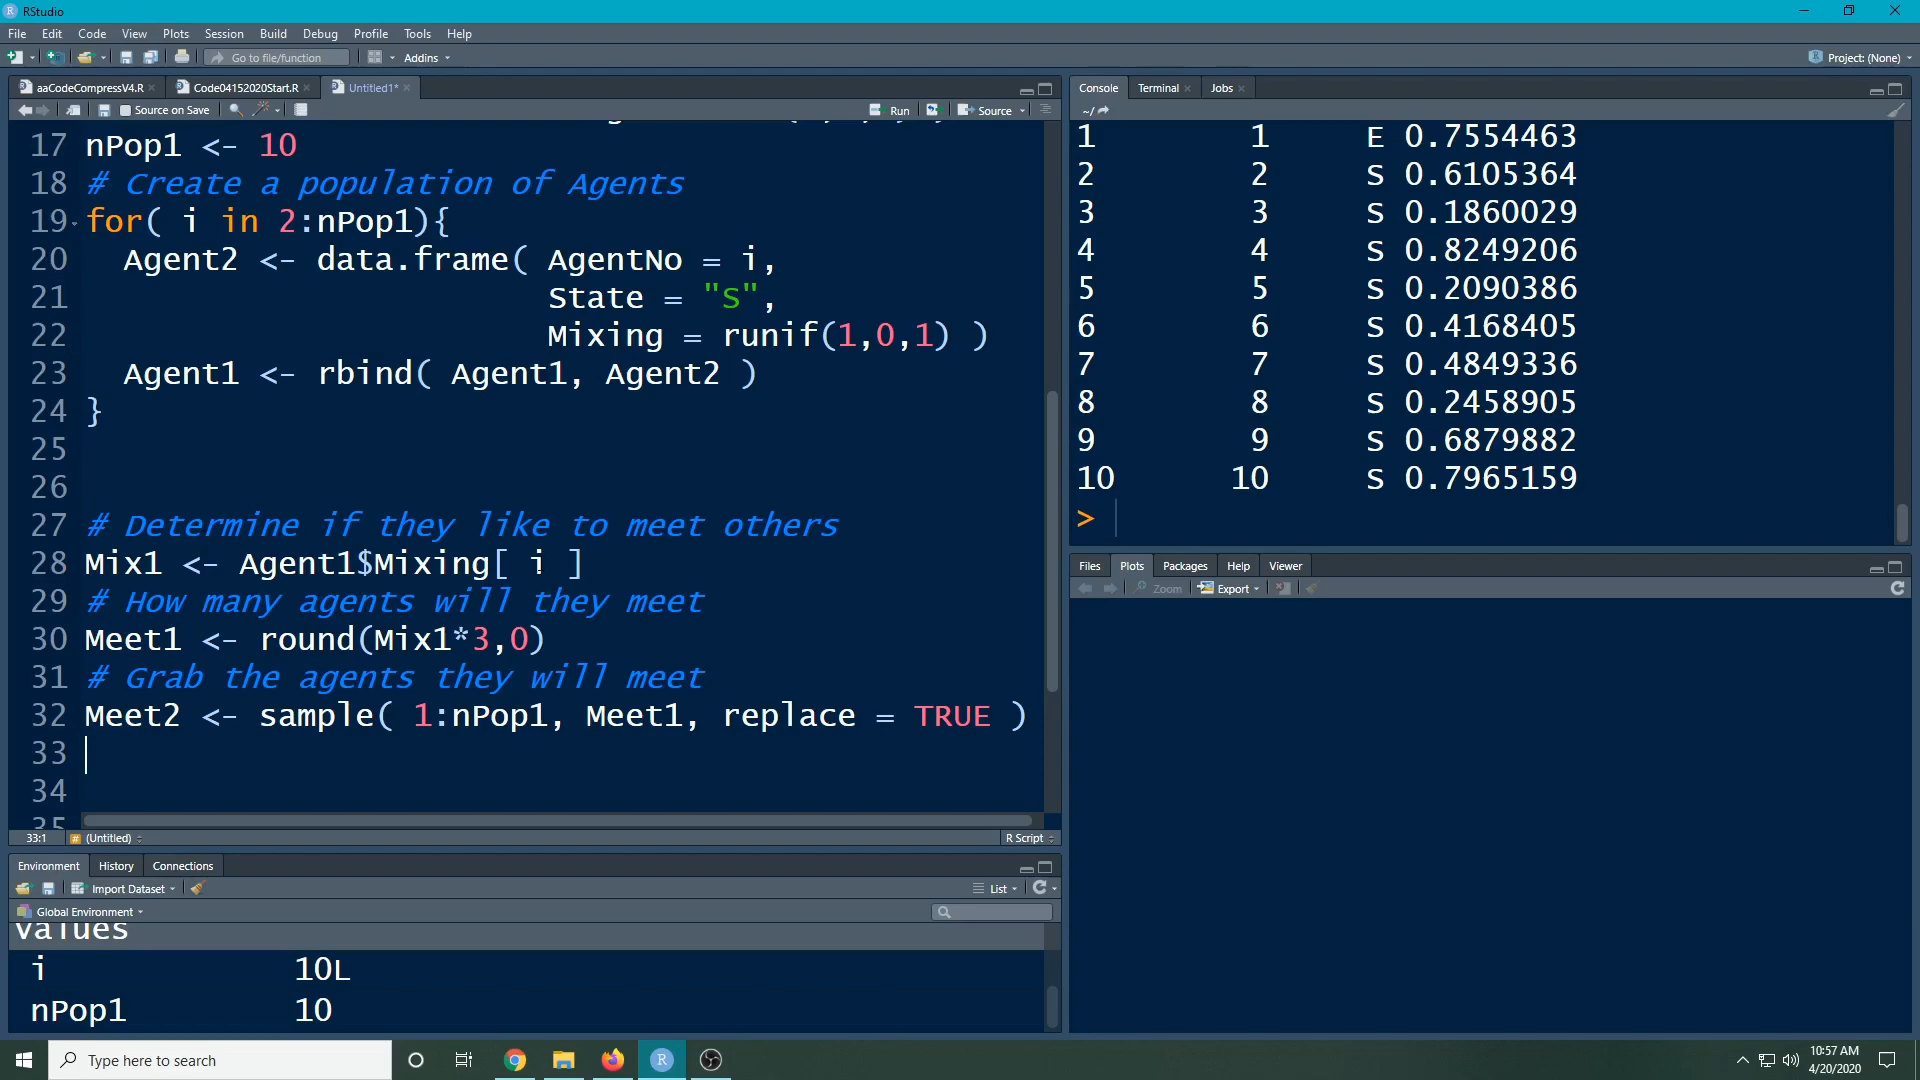 RStudio
File Edit Code View Plots Session Build Debug Profile Tools Help
Go to file/function Addins Project: (None)
aaCodeCompressV4.R Code04152020Start.R Untitled1*
Source on Save Run Source
17 nPop1 <- 10
18 # Create a population of Agents
19 for( i in 2:nPop1){
20 Agent2 <- data.frame( AgentNo = i,
21 State = "S",
22 Mixing = runif(1,0,1) )
23 Agent1 <- rbind( Agent1, Agent2 )
24 }
25
26
27 # Determine if they like to meet others
28 Mix1 <- Agent1$Mixing[ i ]
29 # How many agents will they meet
30 Meet1 <- round(Mix1*3,0)
31 # Grab the agents they will meet
32 Meet2 <- sample( 1:nPop1, Meet1, replace = TRUE )
33
34
35
33:1 (Untitled) R Script
Environment History Connections
Import Dataset List
Global Environment
Values
i 10L
nPop1 10
Console Terminal Jobs
~/
1 1 E 0.7554463
2 2 S 0.6105364
3 3 S 0.1860029
4 4 S 0.8249206
5 5 S 0.2090386
6 6 S 0.4168405
7 7 S 0.4849336
8 8 S 0.2458905
9 9 S 0.6879882
10 10 S 0.7965159
>
Files Plots Packages Help Viewer
Zoom Export
Type here to search
10:57 AM
4/20/2020